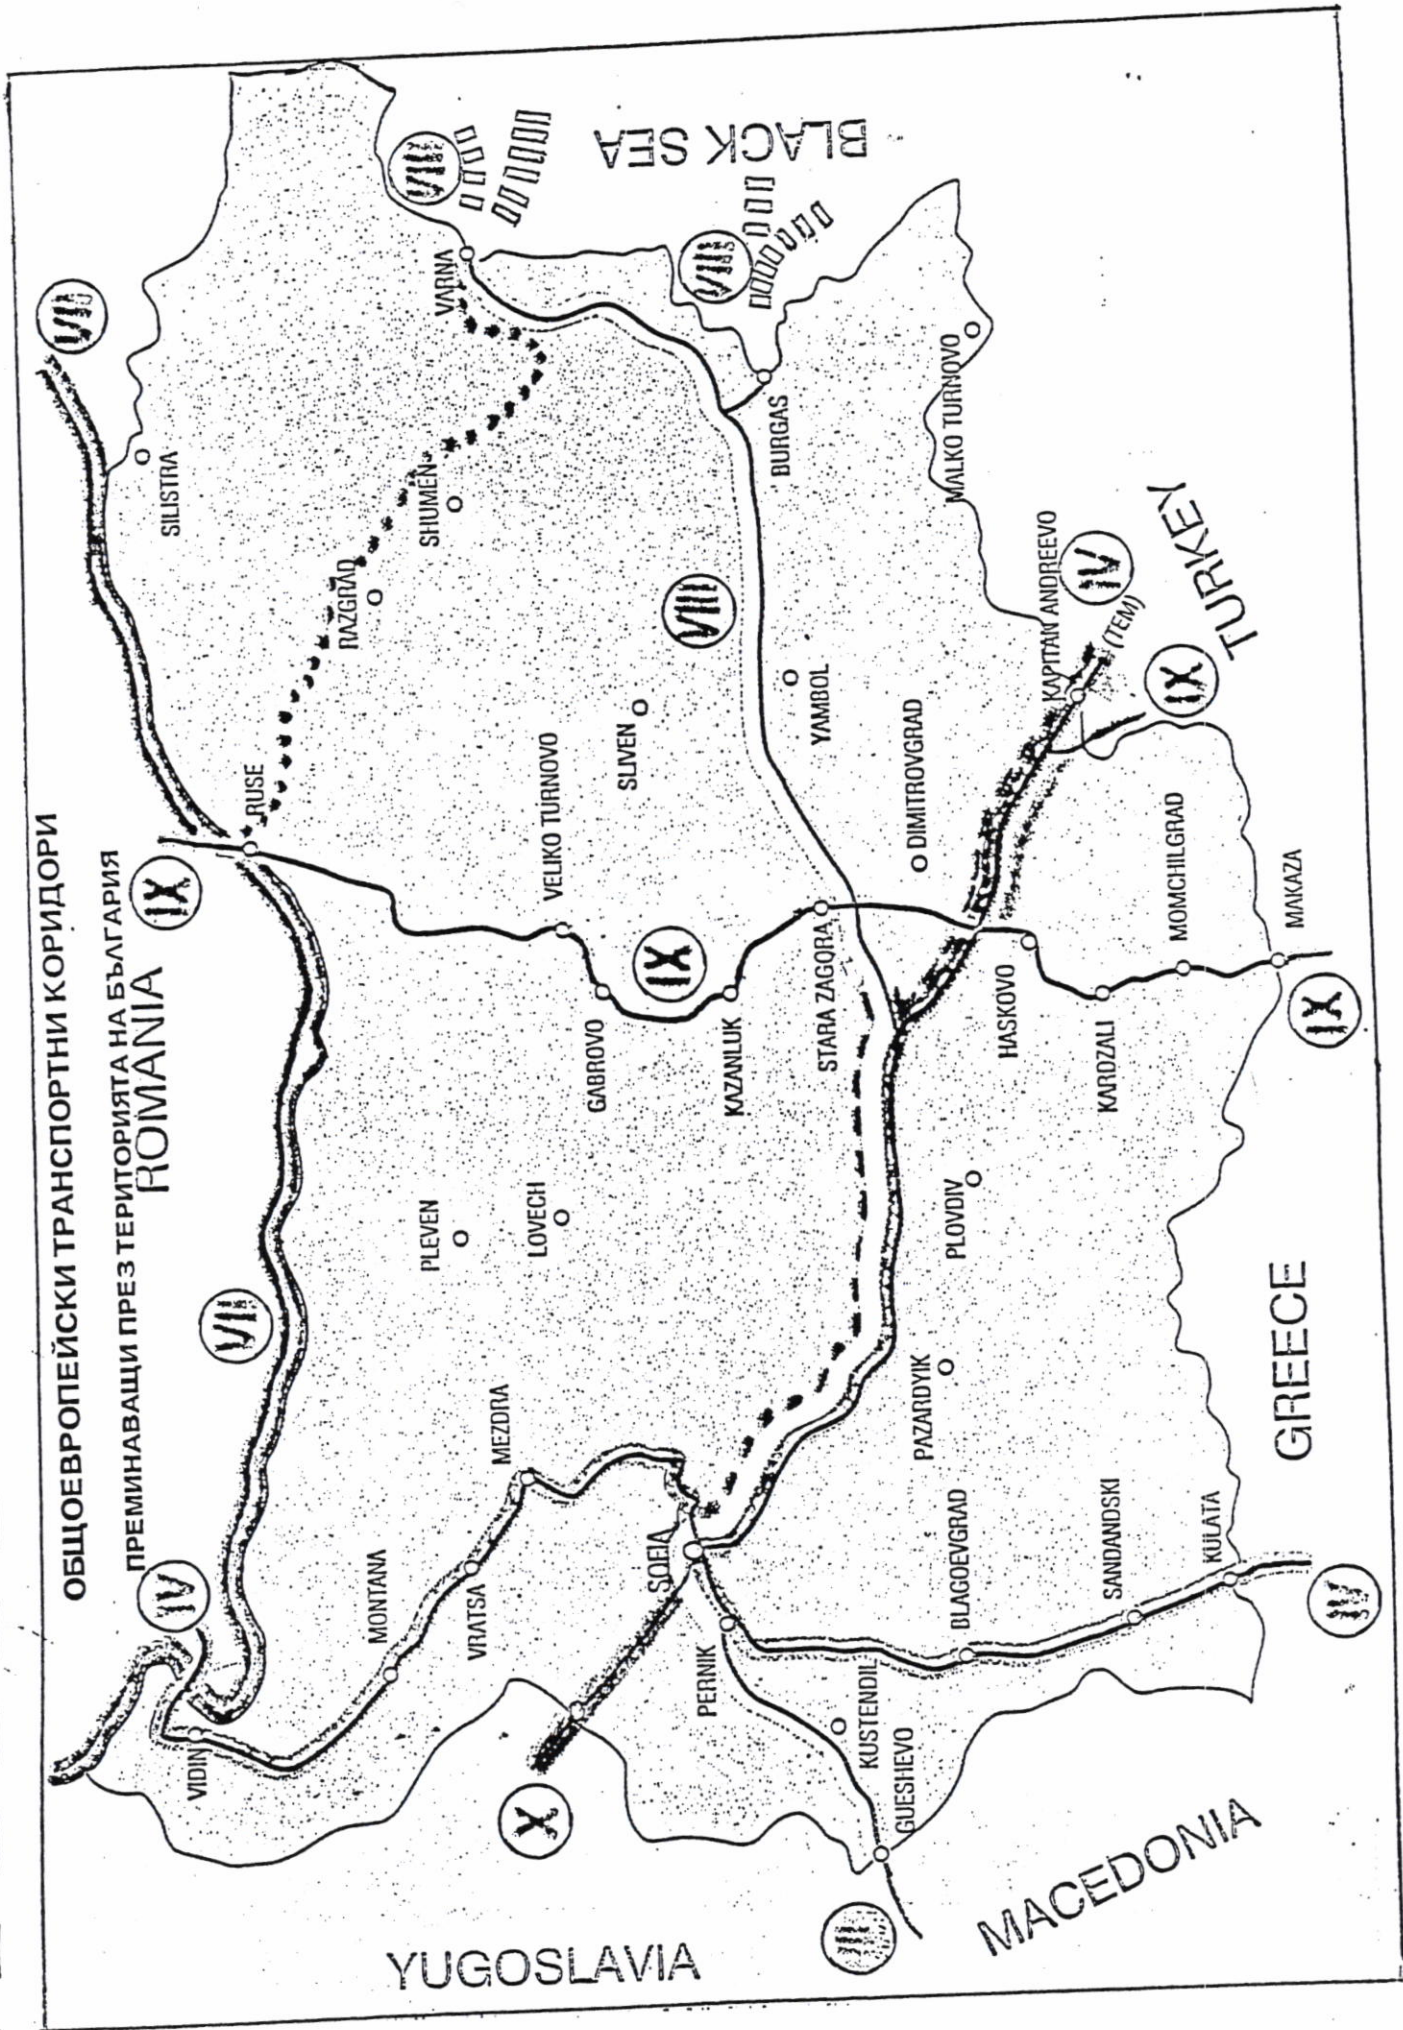 ОБЩОЕВРОПЕЙСКИ ТРАНСПОРТНИ КОРИДОРИ
ПРЕМИНАВАЩИ ПРЕЗ ТЕРИТОРИЯТА НА БЪЛГАРИЯ
ROMANIA
IV
VII
IX
VII
VIDIN
MONTANA
VRATSA
MEZDRA
PLEVEN
LOVECH
RUSE
SILISTRA
RAZGRAD
SHUMEN
VARNA
VIII
BLACK SEA
VIII
VELIKO TURNOVO
GABROVO
IX
KAZANLUK
SLIVEN
VIII
YAMBOL
BURGAS
MALKO TURNOVO
X
SOFIA
PERNIK
KUSTENDIL
GUESHEVO
YUGOSLAVIA
MACEDONIA
BLAGOEVGRAD
SANDANDSKI
KULATA
IV
PAZARDYIK
PLOVDIV
STARA ZAGORA
DIMITROVGRAD
HASKOVO
KARDZALI
MOMCHILGRAD
MAKAZA
IX
GREECE
KAPITAN ANDREEVO
IV
(TEM)
IX
TURKEY